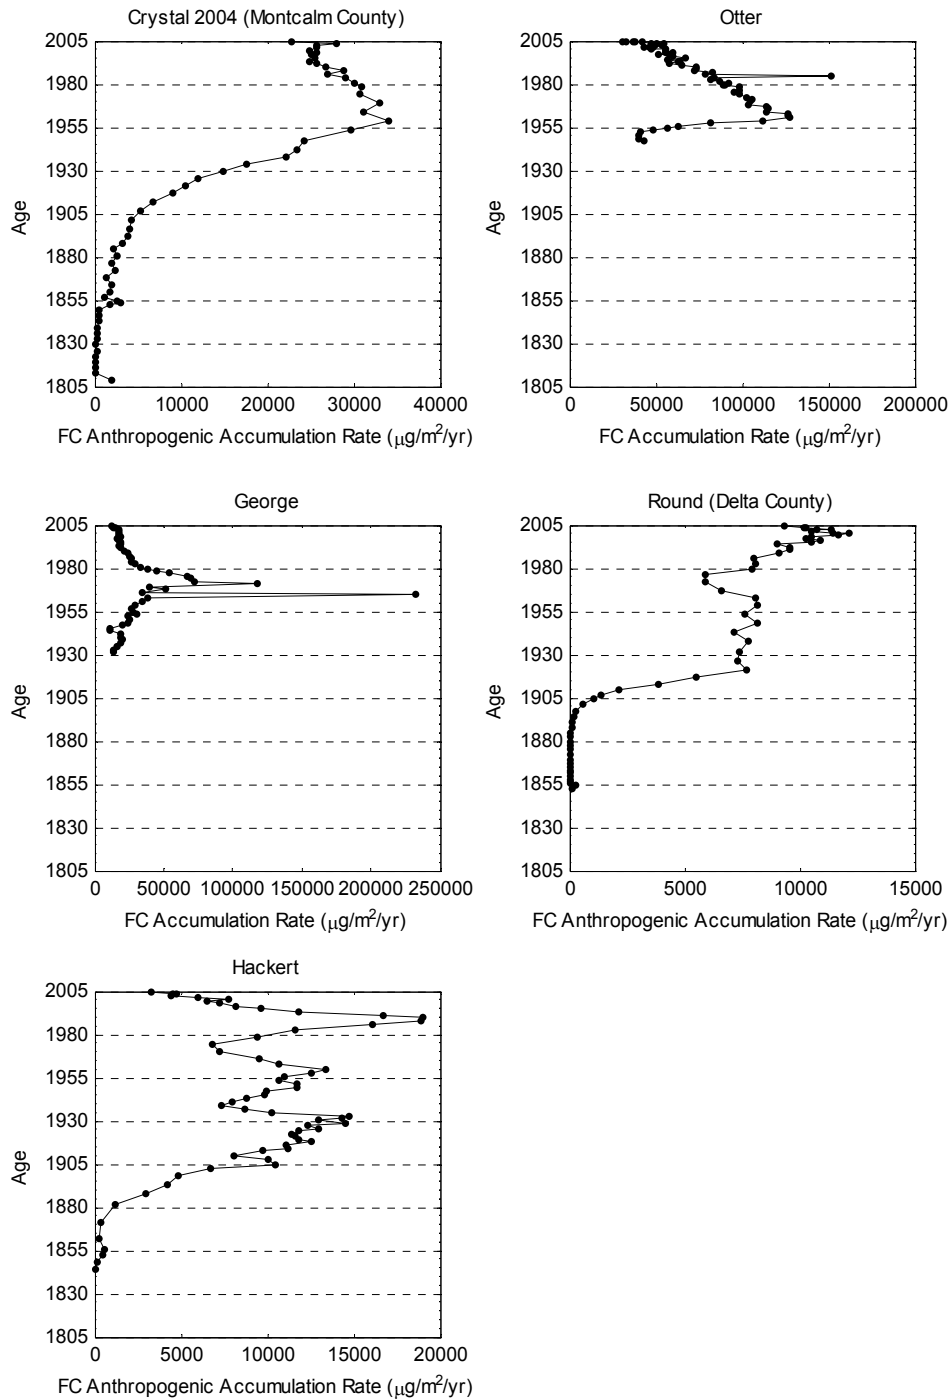 Crystal 2004 (Montcalm County)
2005
1980
1955
1930
1905
1880
1855
1830
1805
Age
0 10000 20000 30000 40000
FC Anthropogenic Accumulation Rate (μg/m²/yr)
Otter
2005
1980
1955
1930
1905
1880
1855
1830
1805
Age
0 50000 100000 150000 200000
FC Accumulation Rate (μg/m²/yr)
George
2005
1980
1955
1930
1905
1880
1855
1830
1805
Age
0 50000 100000 150000 200000 250000
FC Accumulation Rate (μg/m²/yr)
Round (Delta County)
2005
1980
1955
1930
1905
1880
1855
1830
1805
Age
0 5000 10000 15000
FC Anthropogenic Accumulation Rate (μg/m²/yr)
Hackert
2005
1980
1955
1930
1905
1880
1855
1830
1805
Age
0 5000 10000 15000 20000
FC Anthropogenic Accumulation Rate (μg/m²/yr)